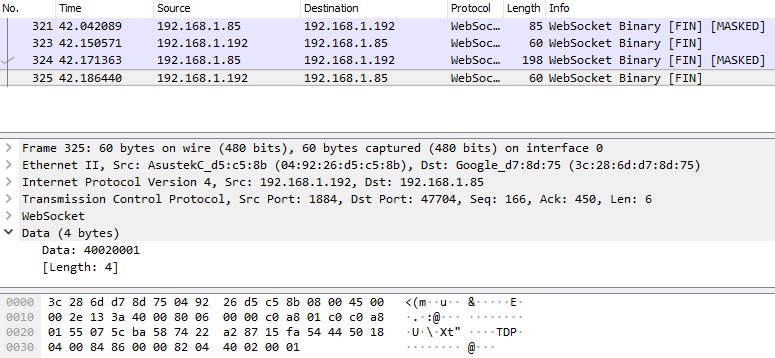 No. Time Source Destination Protocol Length Info
321 42.042089 192.168.1.85 192.168.1.192 WebSoc… 85 WebSocket Binary [FIN] [MASKED]
323 42.150571 192.168.1.192 192.168.1.85 WebSoc… 60 WebSocket Binary [FIN]
324 42.171363 192.168.1.85 192.168.1.192 WebSoc… 198 WebSocket Binary [FIN] [MASKED]
325 42.186440 192.168.1.192 192.168.1.85 WebSoc… 60 WebSocket Binary [FIN]
Frame 325: 60 bytes on wire (480 bits), 60 bytes captured (480 bits) on interface 0
Ethernet II, Src: AsustekC_d5:c5:8b (04:92:26:d5:c5:8b), Dst: Google_d7:8d:75 (3c:28:6d:d7:8d:75)
Internet Protocol Version 4, Src: 192.168.1.192, Dst: 192.168.1.85
Transmission Control Protocol, Src Port: 1884, Dst Port: 47704, Seq: 166, Ack: 450, Len: 6
WebSocket
Data (4 bytes)
Data: 40020001
[Length: 4]
0000 3c 28 6d d7 8d 75 04 92 26 d5 c5 8b 08 00 45 00 <(m··u·· &·····E·
0010 00 2e 13 3a 40 00 80 06 00 00 c0 a8 01 c0 c0 a8 ·.·:@··· ········
0020 01 55 07 5c ba 58 74 22 a2 87 15 fa 54 44 50 18 ·U·\·Xt" ····TDP·
0030 04 00 84 86 00 00 82 04 40 02 00 01 ········ @···